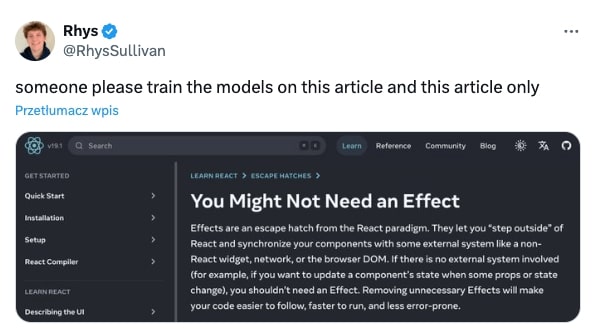 Rhys
@RhysSullivan
someone please train the models on this article and this article only
Przetłumacz wpis
v19.1
Search
Learn Reference Community Blog
GET STARTED
Quick Start
Installation
Setup
React Compiler
LEARN REACT
Describing the UI
LEARN REACT > ESCAPE HATCHES >
You Might Not Need an Effect
Effects are an escape hatch from the React paradigm. They let you “step outside” of
React and synchronize your components with some external system like a non-
React widget, network, or the browser DOM. If there is no external system involved
(for example, if you want to update a component’s state when some props or state
change), you shouldn’t need an Effect. Removing unnecessary Effects will make
your code easier to follow, faster to run, and less error-prone.